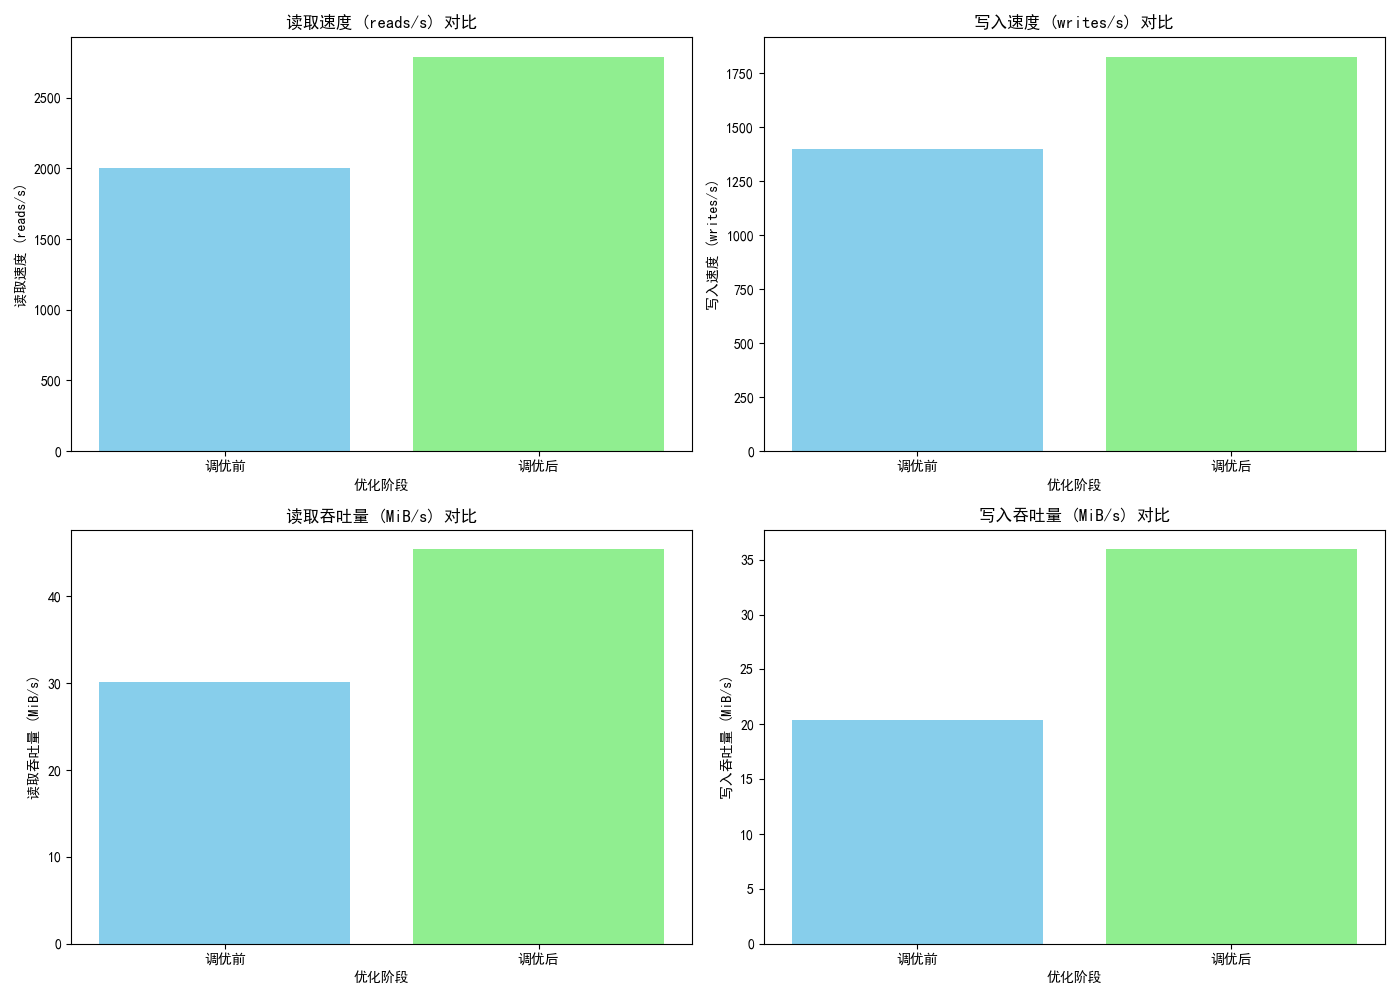 读取速度 (reads/s) 对比
读取速度 (reads/s)
2500
2000
1500
1000
500
0
调优前
调优后
优化阶段
写入速度 (writes/s) 对比
写入速度 (writes/s)
1750
1500
1250
1000
750
500
250
0
调优前
调优后
优化阶段
读取吞吐量 (MiB/s) 对比
读取吞吐量 (MiB/s)
40
30
20
10
0
调优前
调优后
优化阶段
写入吞吐量 (MiB/s) 对比
写入吞吐量 (MiB/s)
35
30
25
20
15
10
5
0
调优前
调优后
优化阶段